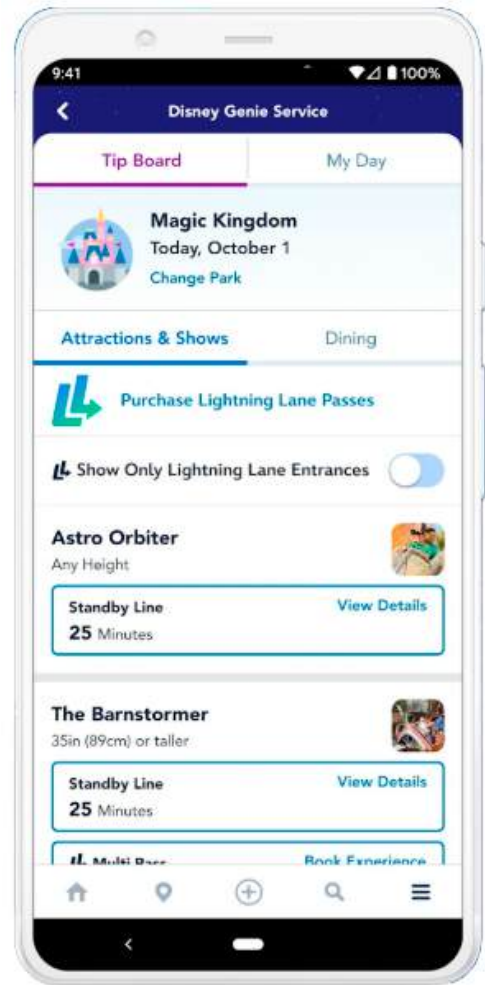 9:41
100%
Disney Genie Service
Tip Board
My Day
Magic Kingdom
Today, October 1
Change Park
Attractions & Shows
Dining
Purchase Lightning Lane Passes
Show Only Lightning Lane Entrances
Astro Orbiter
Any Height
Standby Line
View Details
25 Minutes
The Barnstormer
35in (89cm) or taller
Standby Line
View Details
25 Minutes
Multi Pass
Book Experience